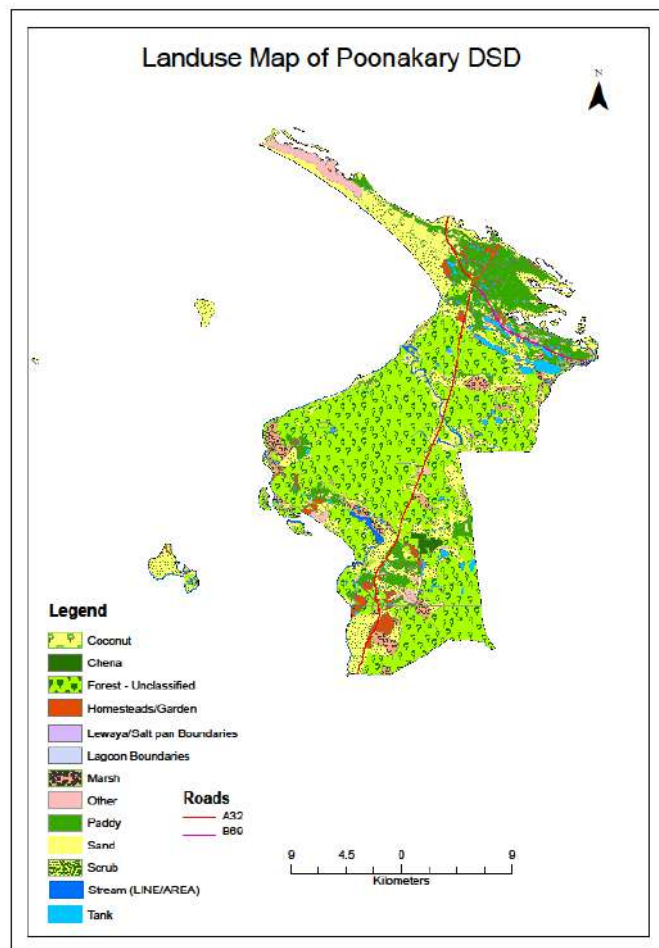 Landuse Map of Poonakary DSD
N
Legend
Coconut
Chena
Forest - Unclassified
Homesteads/Garden
Lewaya/Salt pan Boundaries
Lagoon Boundaries
Marsh
Other
Paddy
Sand
Scrub
Stream (LINE/AREA)
Tank
Roads
A32
B69
9 4.5 0 9
Kilometers